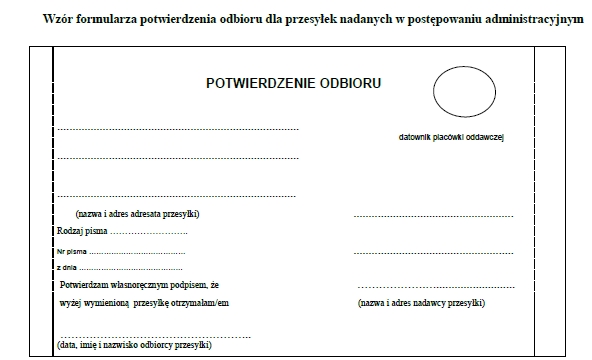 Wzór formularza potwierdzenia odbioru dla przesyłek nadanych w postępowaniu administracyjnym
POTWIERDZENIE ODBIORU
datownik placówki oddawczej
................................................................................
................................................................................
................................................................................
(nazwa i adres adresata przesyłki)
Rodzaj pisma ……………………..
Nr pisma ......................................
z dnia ..........................................
Potwierdzam własnoręcznym podpisem, że
wyżej wymienioną przesyłkę otrzymałam/em
………………………………………………..
(data, imię i nazwisko odbiorcy przesyłki)
.....................................................
.....................................................
…………………….............................
(nazwa i adres nadawcy przesyłki)